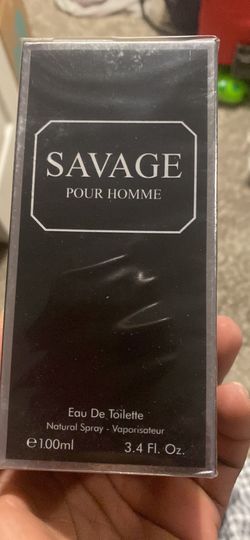 SAVAGE
POUR HOMME
Eau De Toilette
Natural Spray - Vaporisateur
℮100ml 3.4 Fl. Oz.